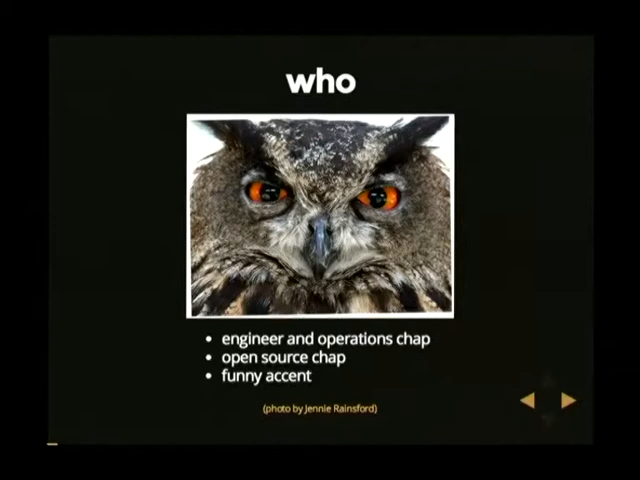 who
engineer and operations chap
open source chap
funny accent
(photo by Jennie Rainsford)